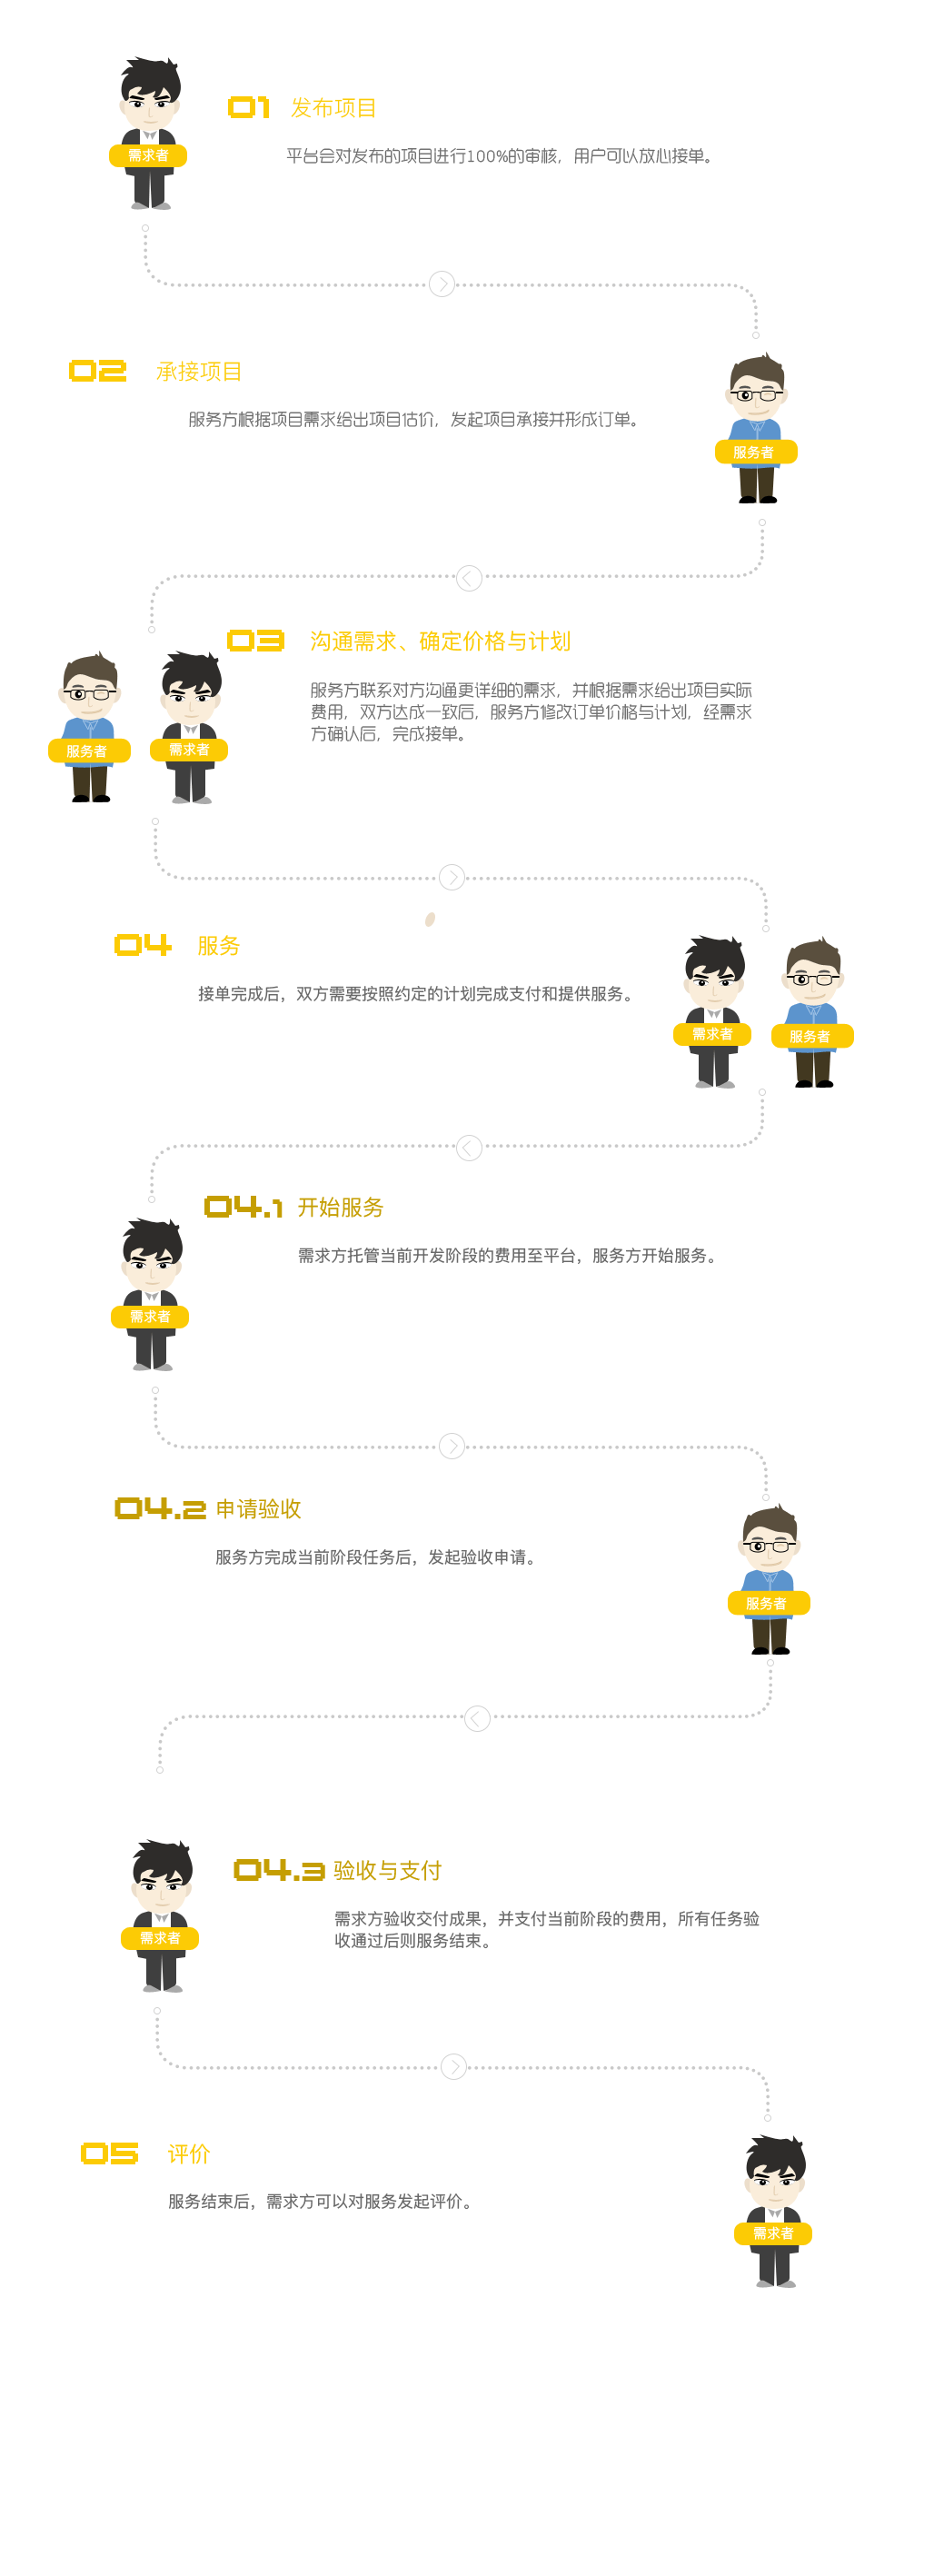 01 发布项目
需求者
平台会对发布的项目进行100%的审核，用户可以放心接单。
02 承接项目
服务方根据项目需求给出项目估价，发起项目承接并形成订单。
服务者
03 沟通需求、确定价格与计划
服务方联系对方沟通更详细的需求，并根据需求给出项目实际
费用，双方达成一致后，服务方修改订单价格与计划，经需求
方确认后，完成接单。
服务者
需求者
04 服务
接单完成后，双方需要按照约定的计划完成支付和提供服务。
需求者
服务者
04.1 开始服务
需求方托管当前开发阶段的费用至平台，服务方开始服务。
需求者
04.2 申请验收
服务方完成当前阶段任务后，发起验收申请。
服务者
04.3 验收与支付
需求方验收交付成果，并支付当前阶段的费用，所有任务验
收通过后则服务结束。
需求者
05 评价
服务结束后，需求方可以对服务发起评价。
需求者